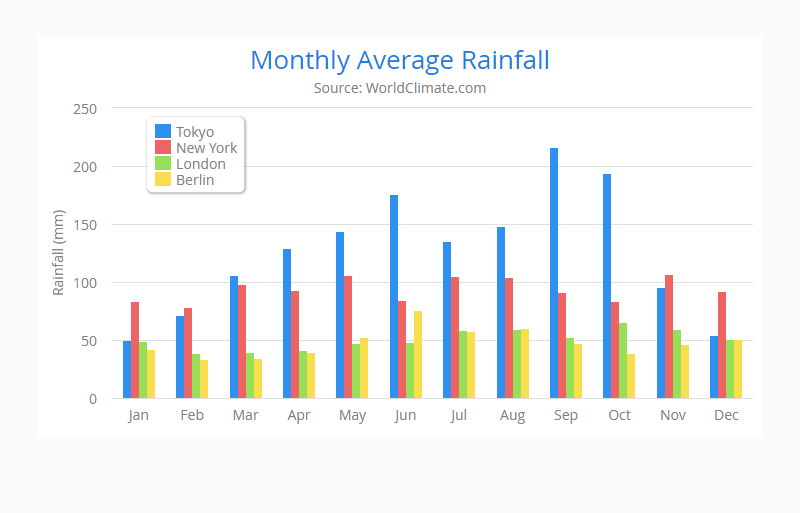 Monthly Average Rainfall
Source: WorldClimate.com
Rainfall (mm)
250
200
150
100
50
0
Tokyo
New York
London
Berlin
Jan Feb Mar Apr May Jun Jul Aug Sep Oct Nov Dec